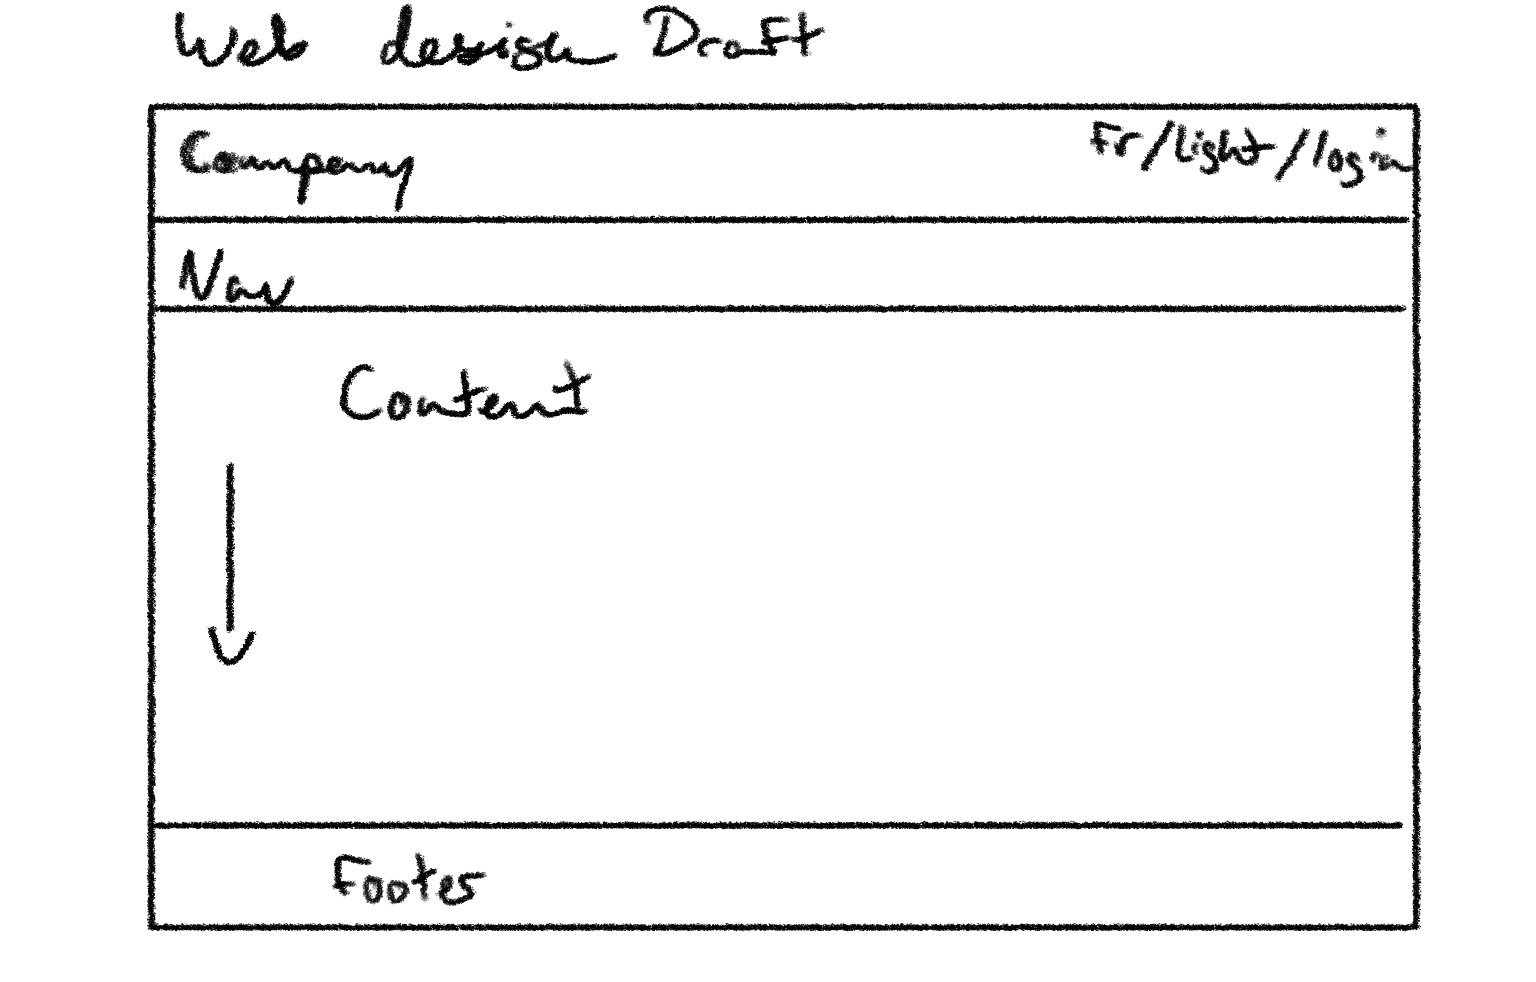 Web design Draft
Company
Fr/Light/login
Nav
Content
Footer